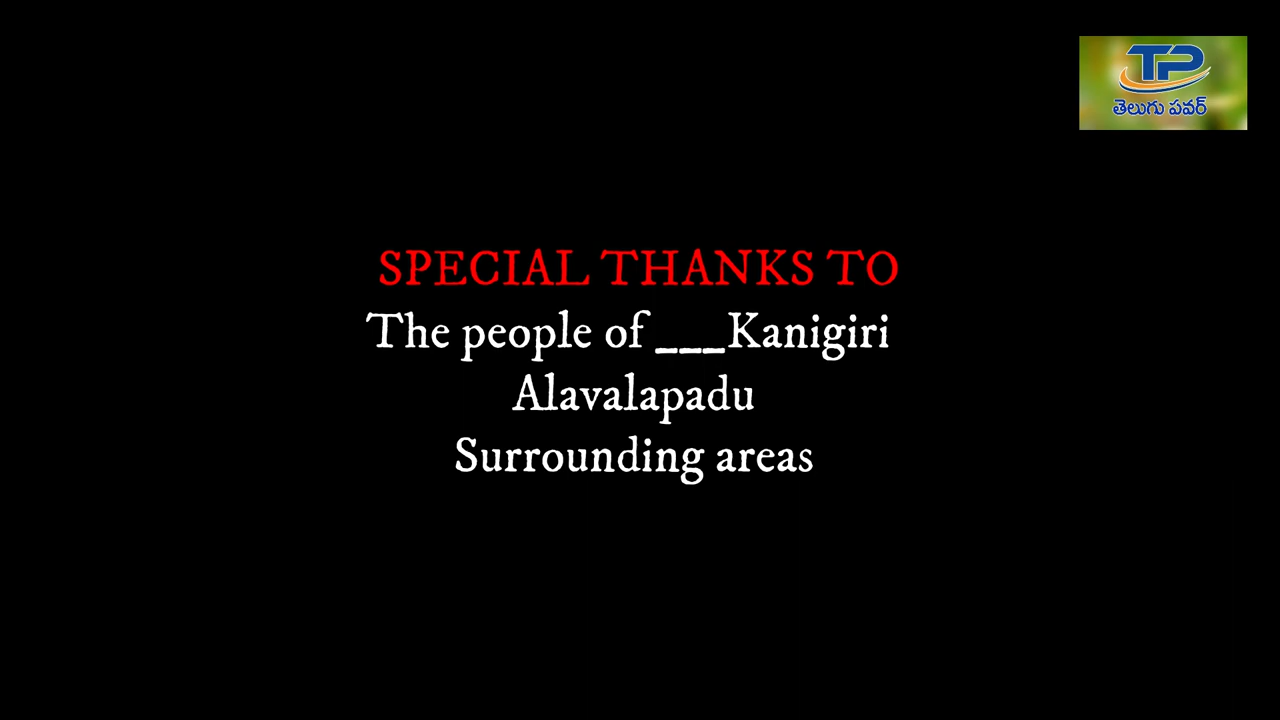 TP
తెలుగు పవర్
SPECIAL THANKS TO
The people of ___Kanigiri
Alavalapadu
Surrounding areas